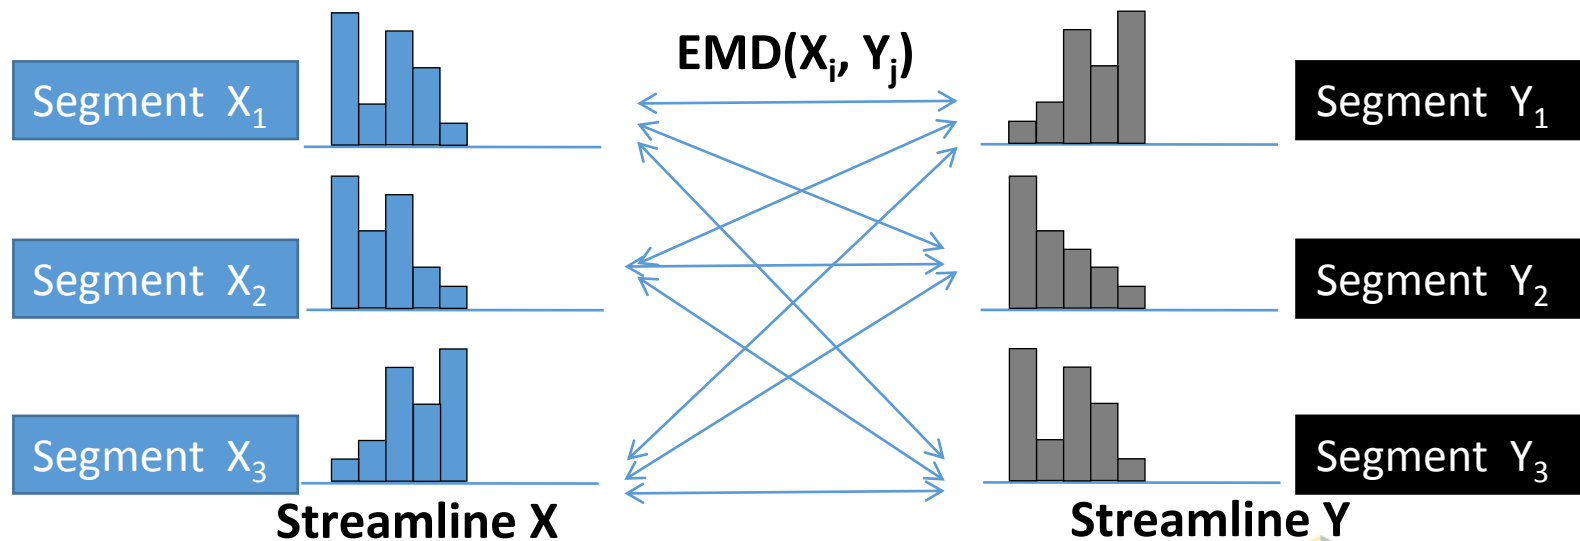 EMD(Xᵢ, Yⱼ)
Segment X₁
Segment Y₁
Segment X₂
Segment Y₂
Segment X₃
Segment Y₃
Streamline X
Streamline Y